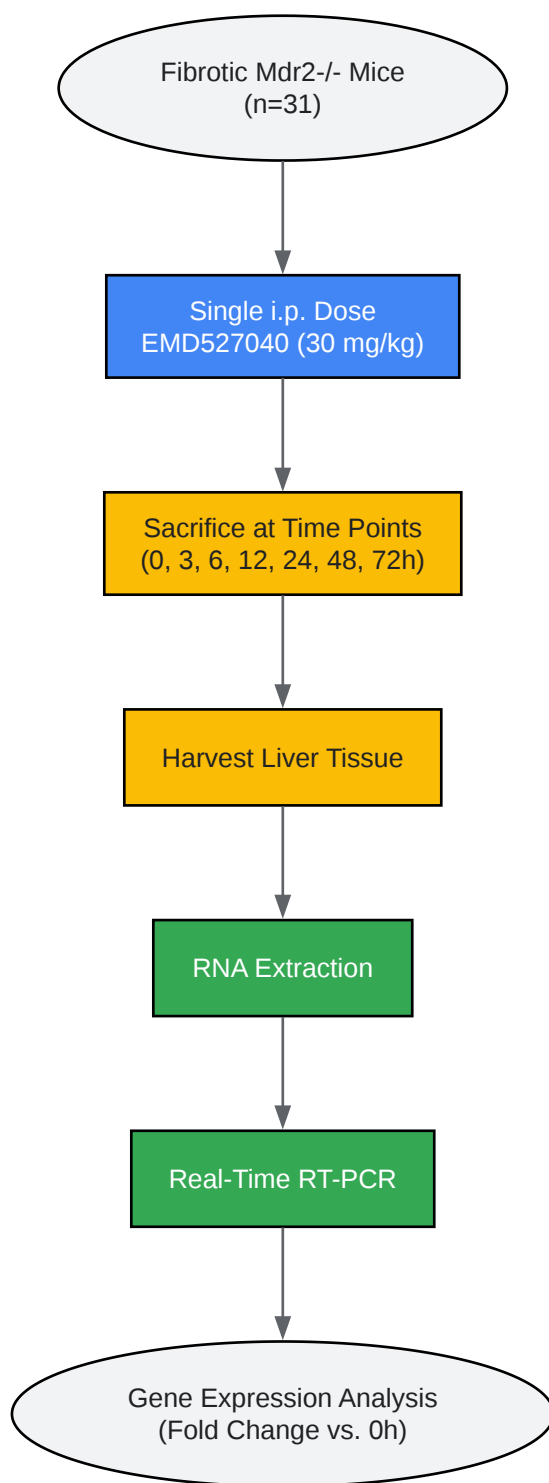 Fibrotic Mdr2-/- Mice
(n=31)
Single i.p. Dose
EMD527040 (30 mg/kg)
Sacrifice at Time Points
(0, 3, 6, 12, 24, 48, 72h)
Harvest Liver Tissue
RNA Extraction
Real-Time RT-PCR
Gene Expression Analysis
(Fold Change vs. 0h)